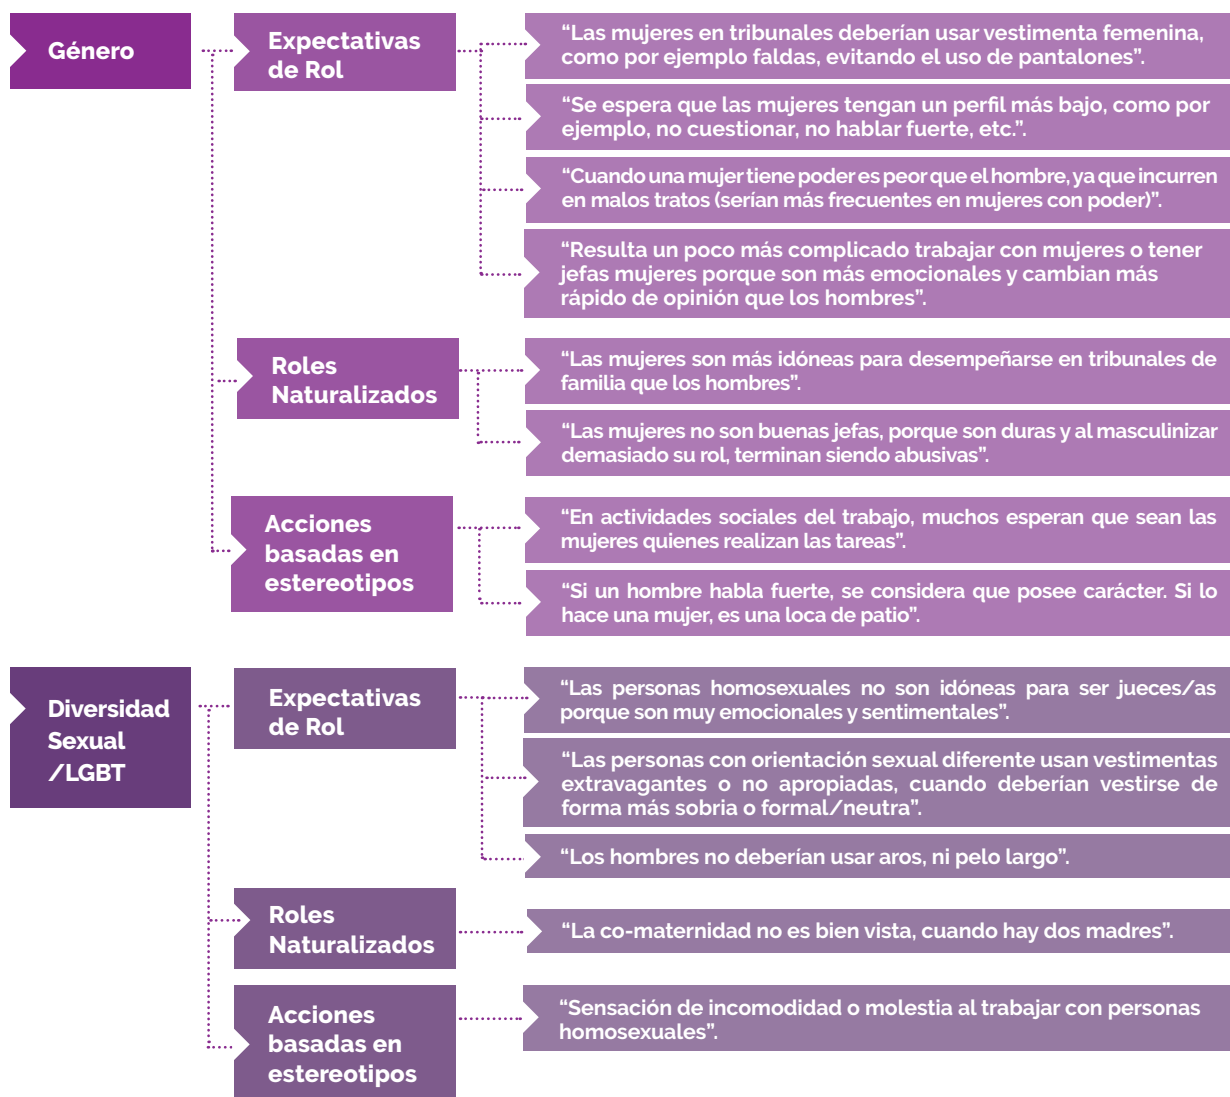 Género
Expectativas
de Rol
“Las mujeres en tribunales deberían usar vestimenta femenina,
como por ejemplo faldas, evitando el uso de pantalones”.
“Se espera que las mujeres tengan un perfil más bajo, como por
ejemplo, no cuestionar, no hablar fuerte, etc.”.
“Cuando una mujer tiene poder es peor que el hombre, ya que incurren
en malos tratos (serían más frecuentes en mujeres con poder)”.
“Resulta un poco más complicado trabajar con mujeres o tener
jefas mujeres porque son más emocionales y cambian más
rápido de opinión que los hombres”.
Roles
Naturalizados
“Las mujeres son más idóneas para desempeñarse en tribunales de
familia que los hombres”.
“Las mujeres no son buenas jefas, porque son duras y al masculinizar
demasiado su rol, terminan siendo abusivas”.
Acciones
basadas en
estereotipos
“En actividades sociales del trabajo, muchos esperan que sean las
mujeres quienes realizan las tareas”.
“Si un hombre habla fuerte, se considera que posee carácter. Si lo
hace una mujer, es una loca de patio”.
Diversidad
Sexual
/LGBT
Expectativas
de Rol
“Las personas homosexuales no son idóneas para ser jueces/as
porque son muy emocionales y sentimentales”.
“Las personas con orientación sexual diferente usan vestimentas
extravagantes o no apropiadas, cuando deberían vestirse de
forma más sobria o formal/neutra”.
“Los hombres no deberían usar aros, ni pelo largo”.
Roles
Naturalizados
“La co-maternidad no es bien vista, cuando hay dos madres”.
Acciones
basadas en
estereotipos
“Sensación de incomodidad o molestia al trabajar con personas
homosexuales”.